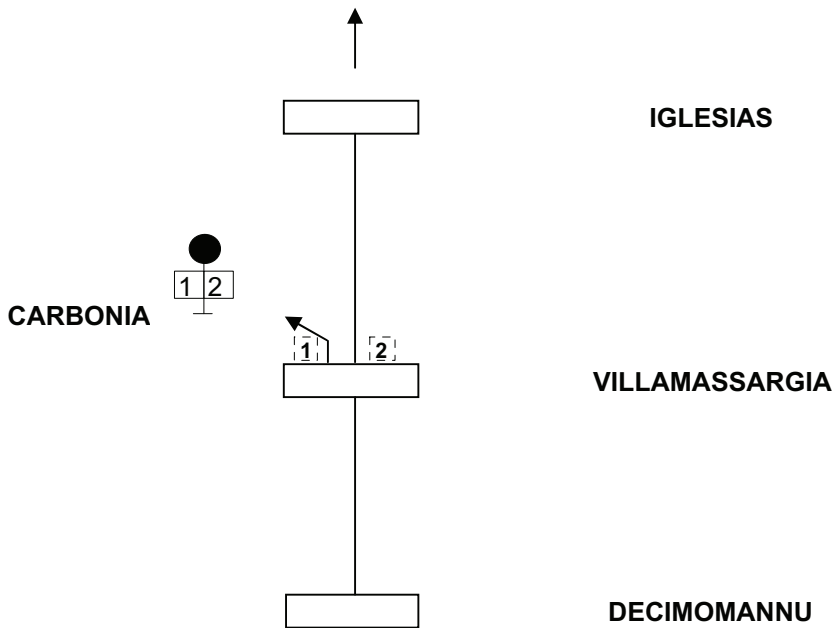 IGLESIAS
1 2
CARBONIA
1 2
VILLAMASSARGIA
DECIMOMANNU